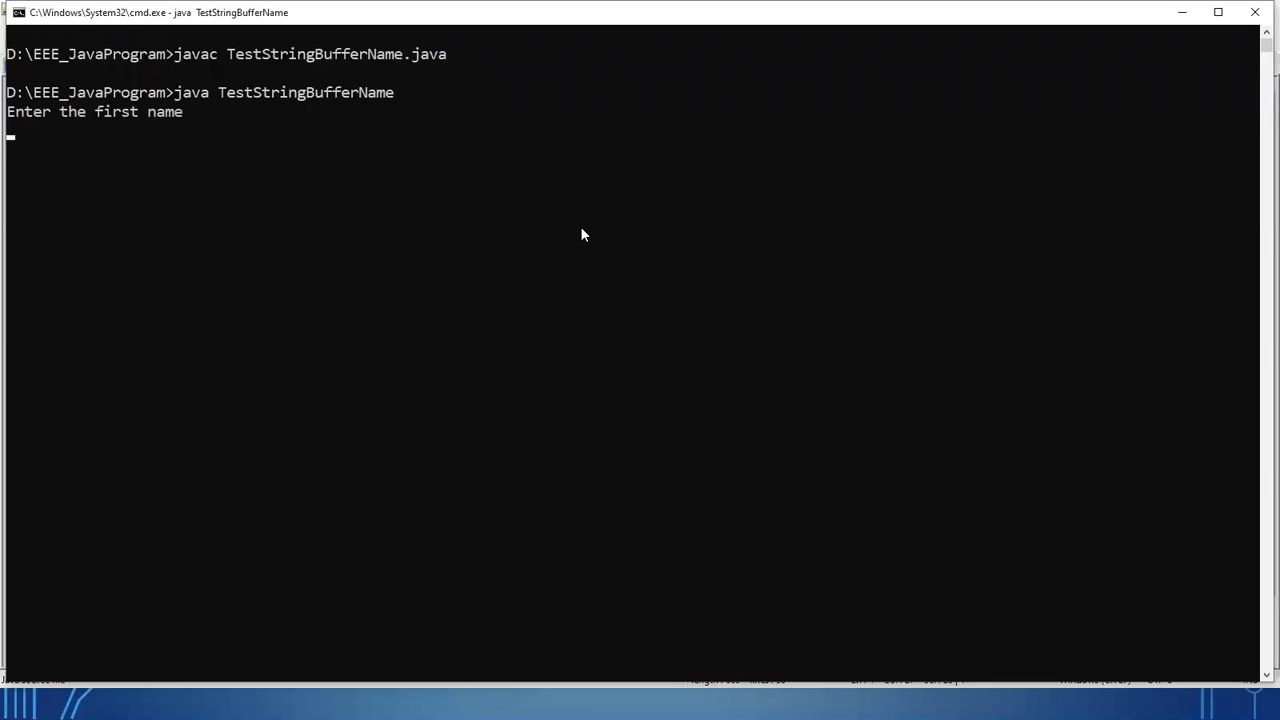 C:\Windows\System32\cmd.exe - java TestStringBufferName
D:\EEE_JavaProgram>javac TestStringBufferName.java
D:\EEE_JavaProgram>java TestStringBufferName
Enter the first name